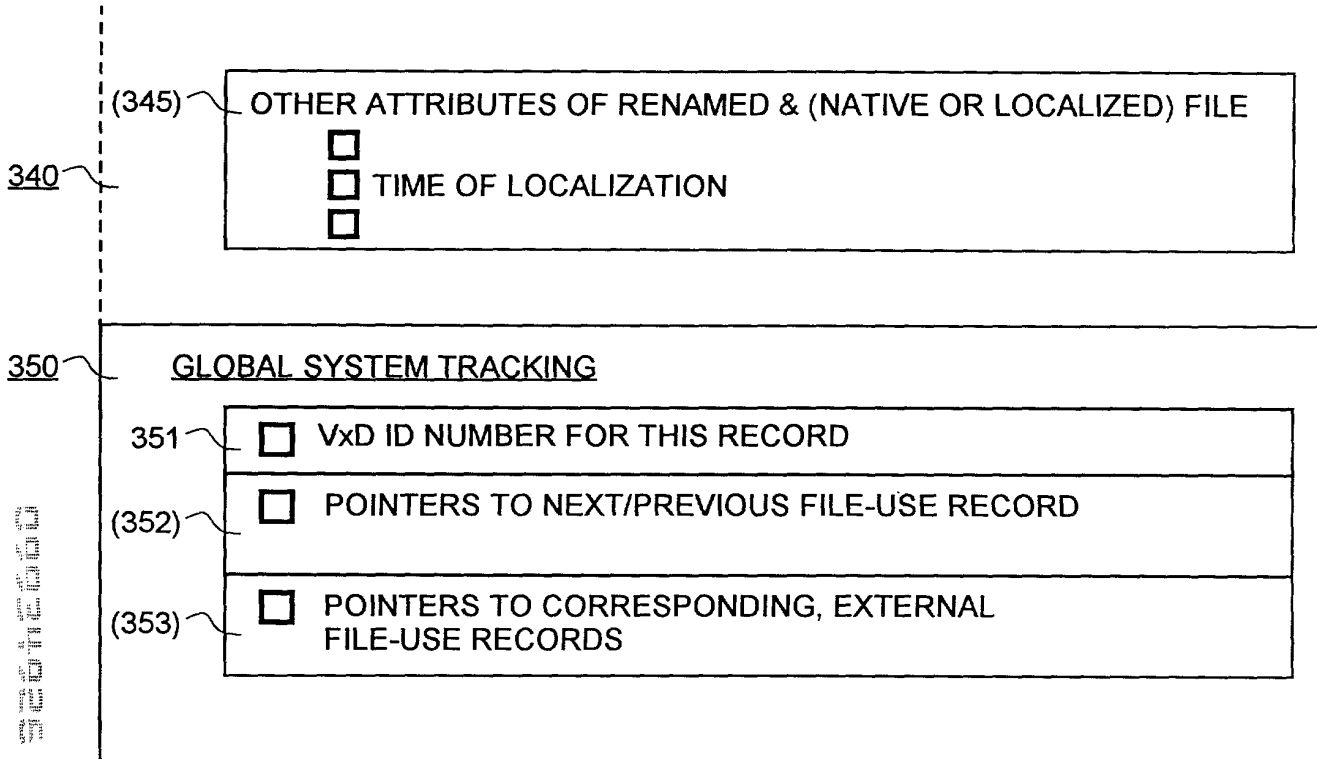 (345) OTHER ATTRIBUTES OF RENAMED & (NATIVE OR LOCALIZED) FILE
340 TIME OF LOCALIZATION
350 GLOBAL SYSTEM TRACKING
351 VxD ID NUMBER FOR THIS RECORD
(352) POINTERS TO NEXT/PREVIOUS FILE-USE RECORD
(353) POINTERS TO CORRESPONDING, EXTERNAL
FILE-USE RECORDS